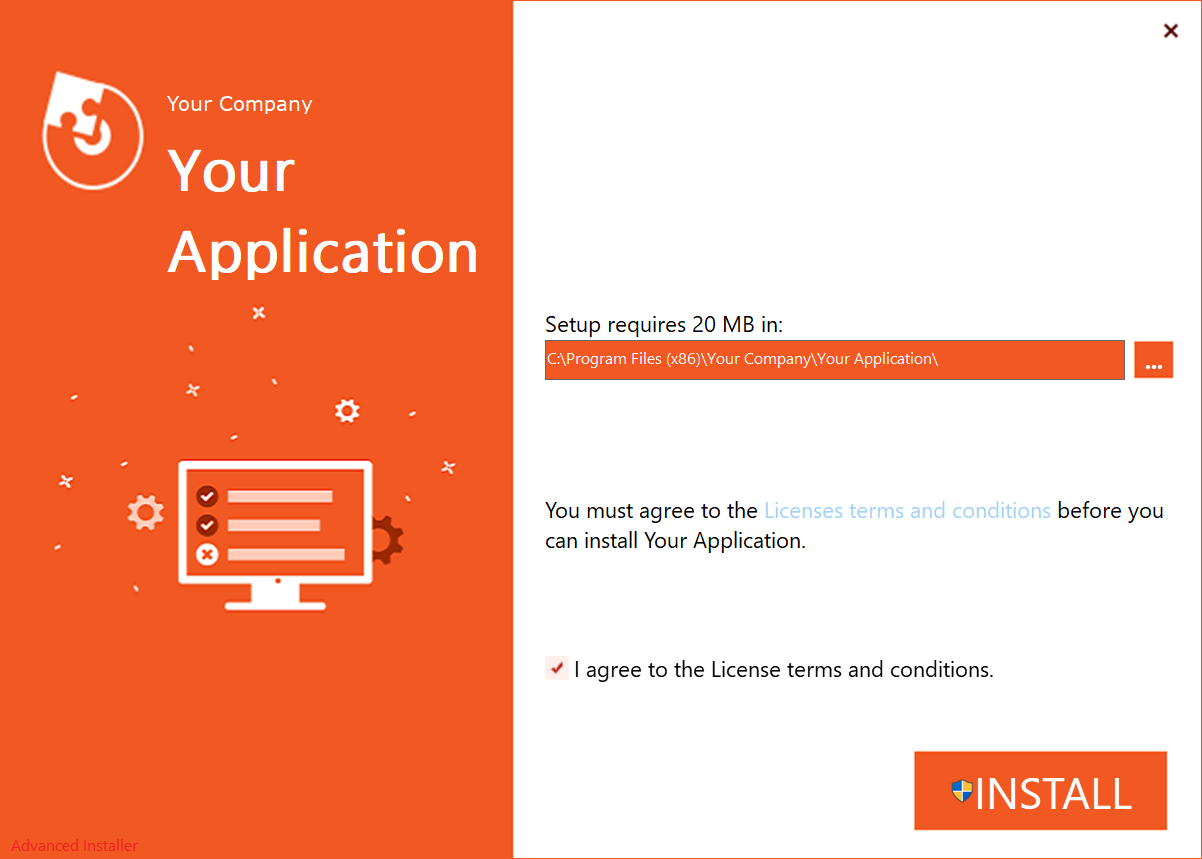 Your Company
Your
Application
Setup requires 20 MB in:
C:\Program Files (x86)\Your Company\Your Application\
...
You must agree to the Licenses terms and conditions before you
can install Your Application.
I agree to the License terms and conditions.
INSTALL
Advanced Installer